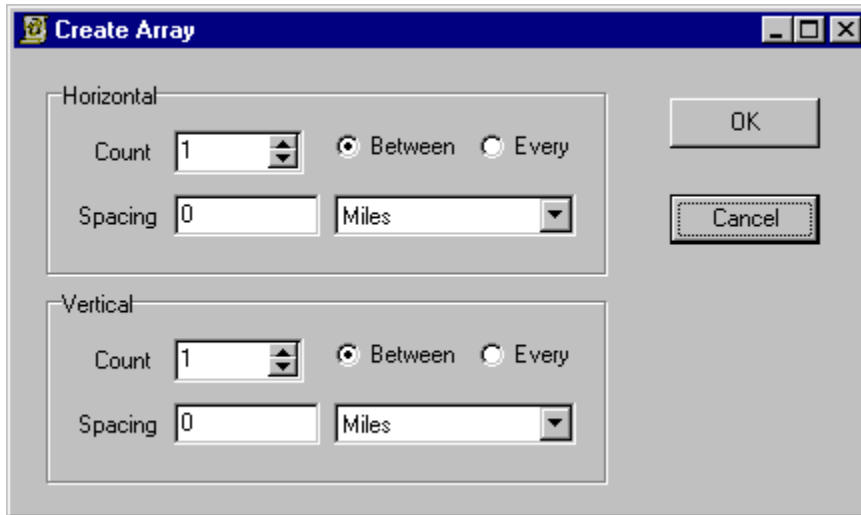 Create Array
Horizontal
Count 1 Between Every
Spacing 0 Miles
OK
Cancel
Vertical
Count 1 Between Every
Spacing 0 Miles